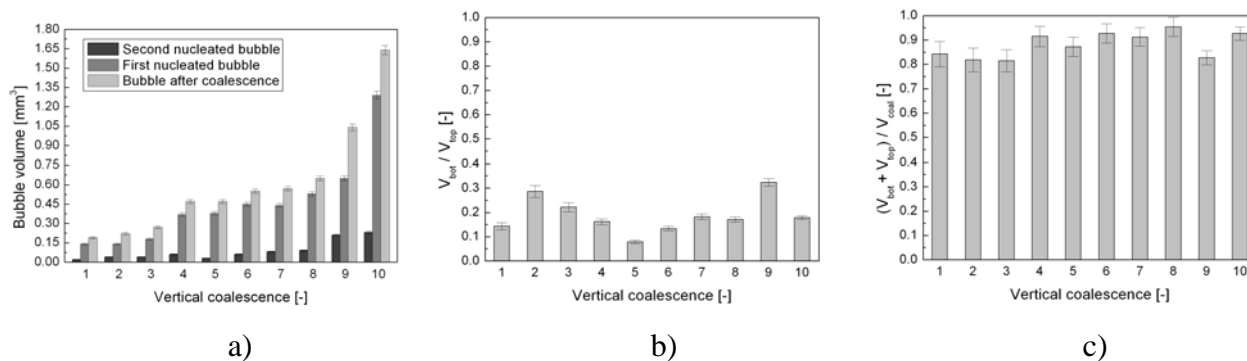 1.80
1.65
1.50
1.35
1.20
1.05
0.90
0.75
0.60
0.45
0.30
0.15
0.00
Bubble volume [mm³]
Second nucleated bubble
First nucleated bubble
Bubble after coalescence
1 2 3 4 5 6 7 8 9 10
Vertical coalescence [-]
a)
1.0
0.9
0.8
0.7
0.6
0.5
0.4
0.3
0.2
0.1
0.0
V_bot / V_top [-]
1 2 3 4 5 6 7 8 9 10
Vertical coalescence [-]
b)
1.0
0.9
0.8
0.7
0.6
0.5
0.4
0.3
0.2
0.1
0.0
(V_bot + V_top) / V_coal [-]
1 2 3 4 5 6 7 8 9 10
Vertical coalescence [-]
c)